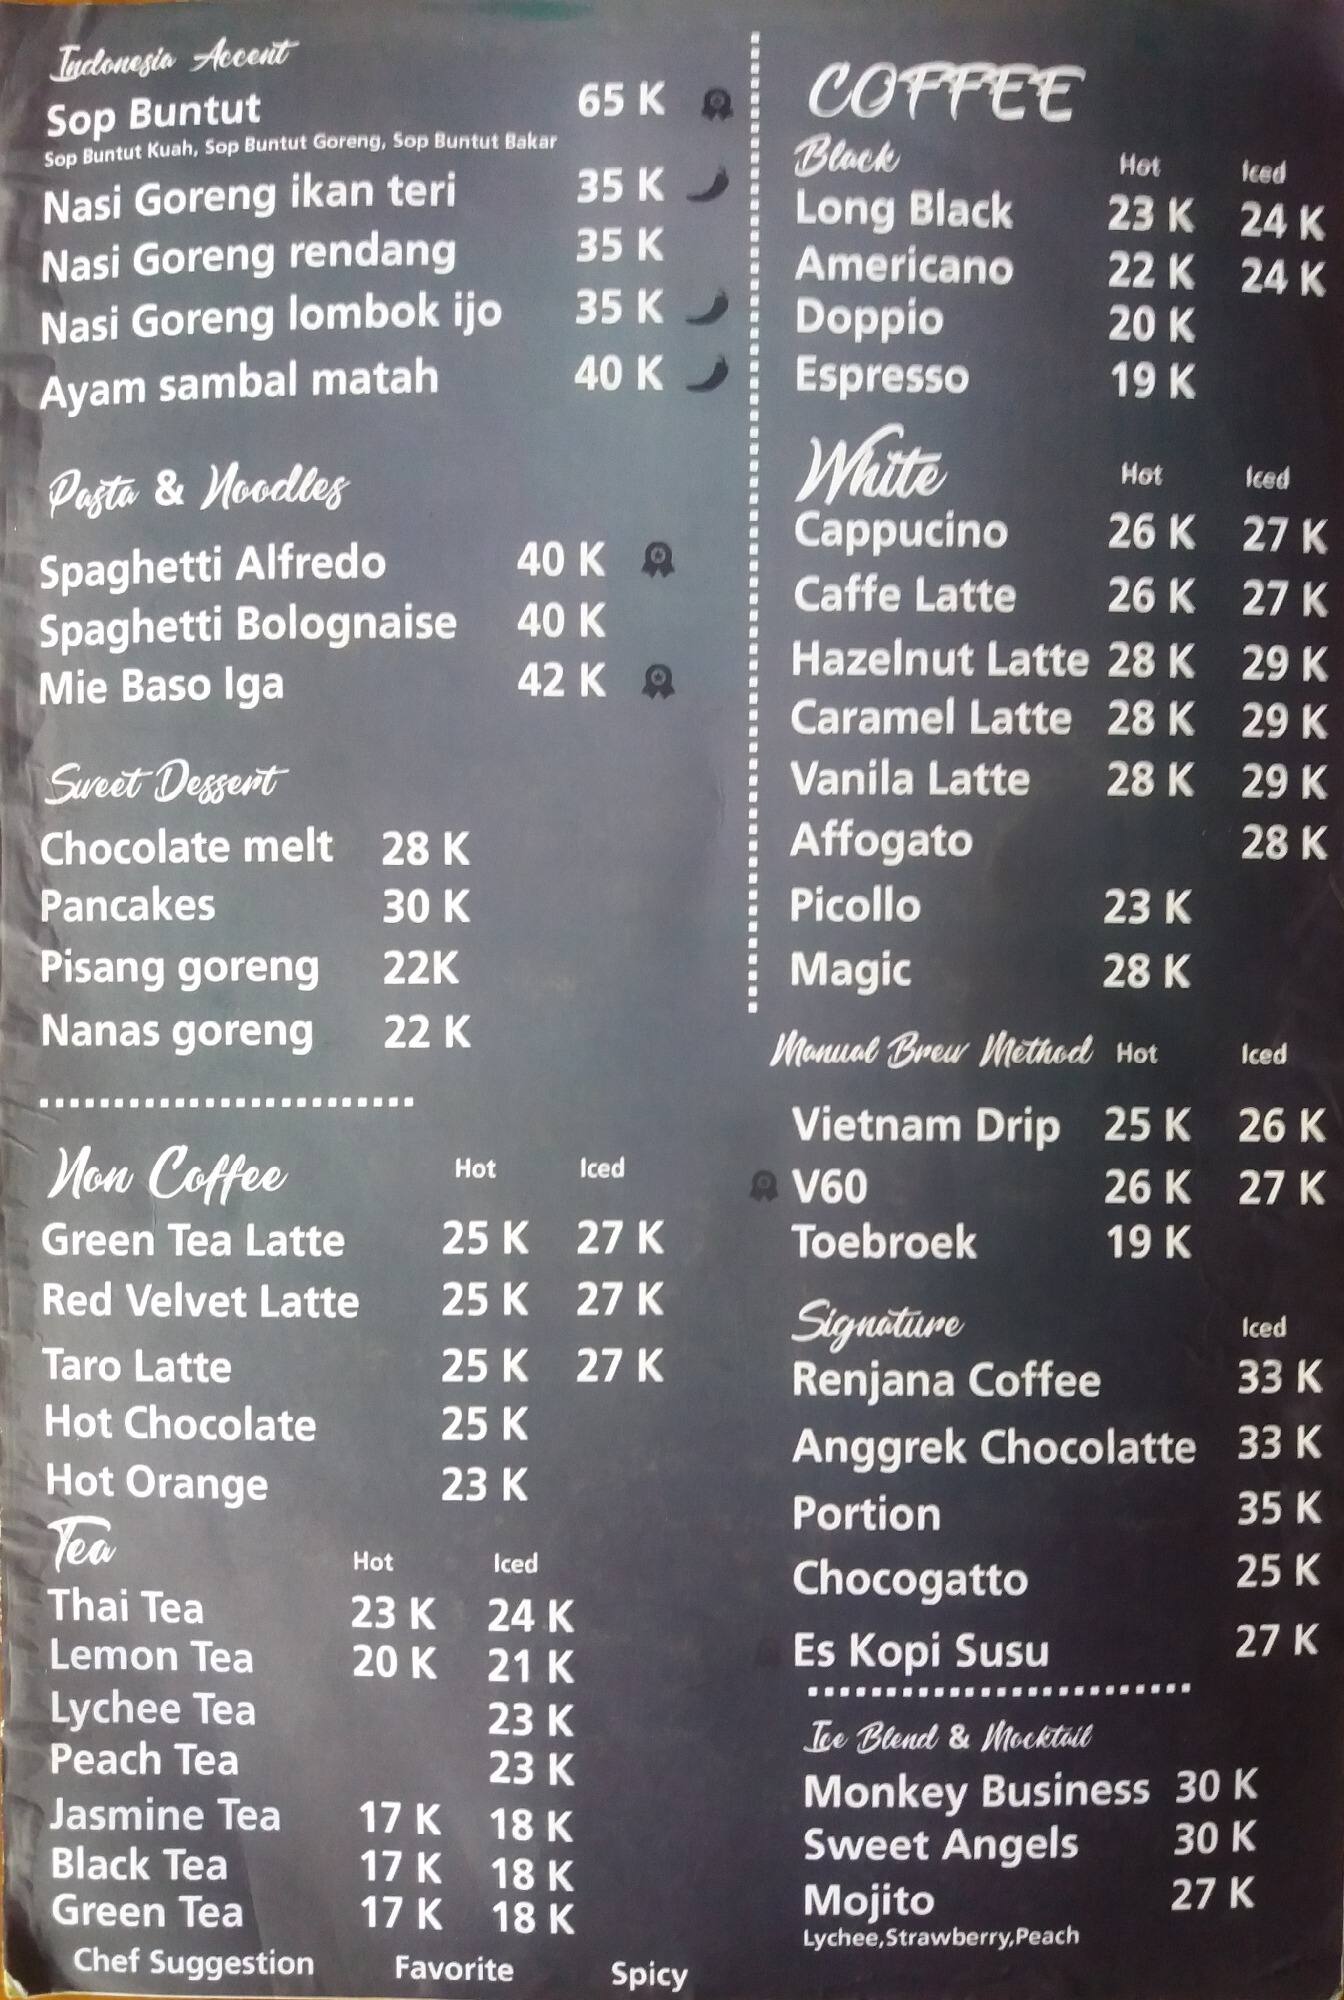 Indonesia Accent
Sop Buntut 65 K
Sop Buntut Kuah, Sop Buntut Goreng, Sop Buntut Bakar
Nasi Goreng ikan teri 35 K
Nasi Goreng rendang 35 K
Nasi Goreng lombok ijo 35 K
Ayam sambal matah 40 K
Pasta & Noodles
Spaghetti Alfredo 40 K
Spaghetti Bolognaise 40 K
Mie Baso Iga 42 K
Sweet Dessert
Chocolate melt 28 K
Pancakes 30 K
Pisang goreng 22K
Nanas goreng 22 K
Non Coffee Hot Iced
Green Tea Latte 25 K 27 K
Red Velvet Latte 25 K 27 K
Taro Latte 25 K 27 K
Hot Chocolate 25 K
Hot Orange 23 K
Tea Hot Iced
Thai Tea 23 K 24 K
Lemon Tea 20 K 21 K
Lychee Tea 23 K
Peach Tea 23 K
Jasmine Tea 17 K 18 K
Black Tea 17 K 18 K
Green Tea 17 K 18 K
Chef Suggestion Favorite Spicy
COFFEE
Black Hot Iced
Long Black 23 K 24 K
Americano 22 K 24 K
Doppio 20 K
Espresso 19 K
White Hot Iced
Cappucino 26 K 27 K
Caffe Latte 26 K 27 K
Hazelnut Latte 28 K 29 K
Caramel Latte 28 K 29 K
Vanila Latte 28 K 29 K
Affogato 28 K
Picollo 23 K
Magic 28 K
Manual Brew Method Hot Iced
Vietnam Drip 25 K 26 K
V60 26 K 27 K
Toebroek 19 K
Signature Iced
Renjana Coffee 33 K
Anggrek Chocolatte 33 K
Portion 35 K
Chocogatto 25 K
Es Kopi Susu 27 K
Ice Blend & Mocktail
Monkey Business 30 K
Sweet Angels 30 K
Mojito 27 K
Lychee,Strawberry,Peach